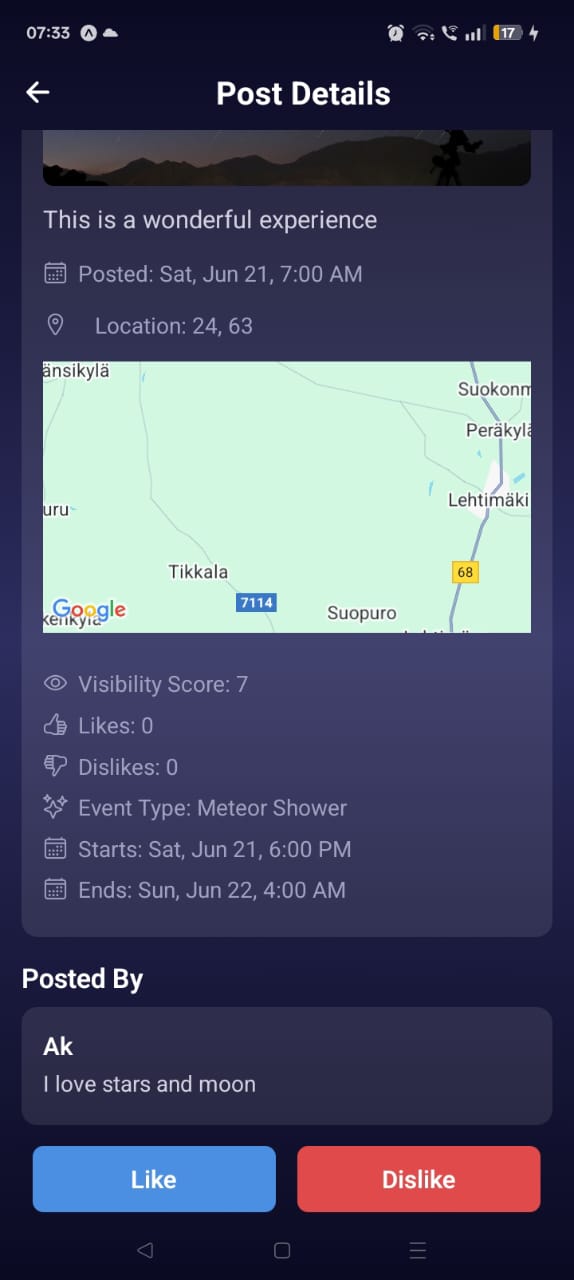 07:33
17
Post Details
This is a wonderful experience
Posted: Sat, Jun 21, 7:00 AM
Location: 24, 63
änsikylä
Suokonm
Peräkylä
Lehtimäki
uru
Tikkala
68
7114
Google
Suopuro
Visibility Score: 7
Likes: 0
Dislikes: 0
Event Type: Meteor Shower
Starts: Sat, Jun 21, 6:00 PM
Ends: Sun, Jun 22, 4:00 AM
Posted By
Ak
I love stars and moon
Like
Dislike